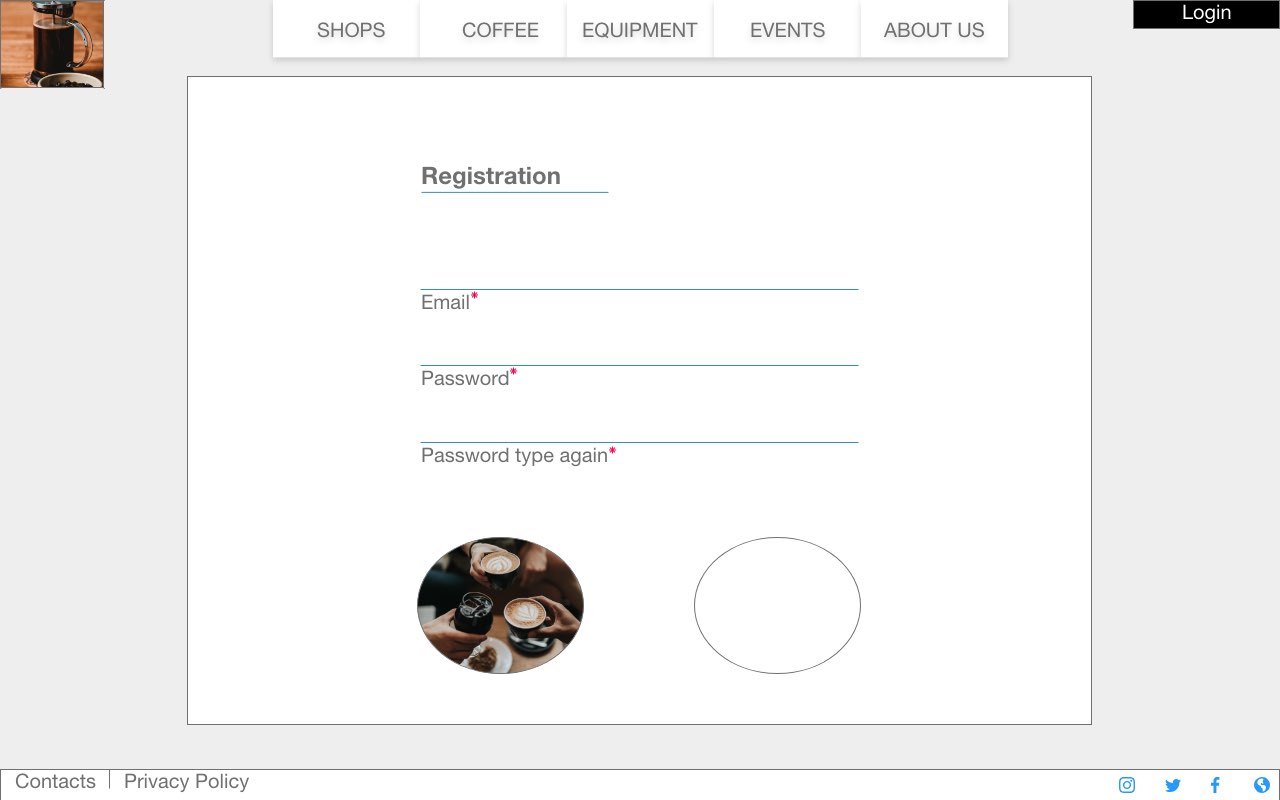 SHOPS
COFFEE
EQUIPMENT
EVENTS
ABOUT US
Login
Registration
Email*
Password*
Password type again*
Contacts
Privacy Policy